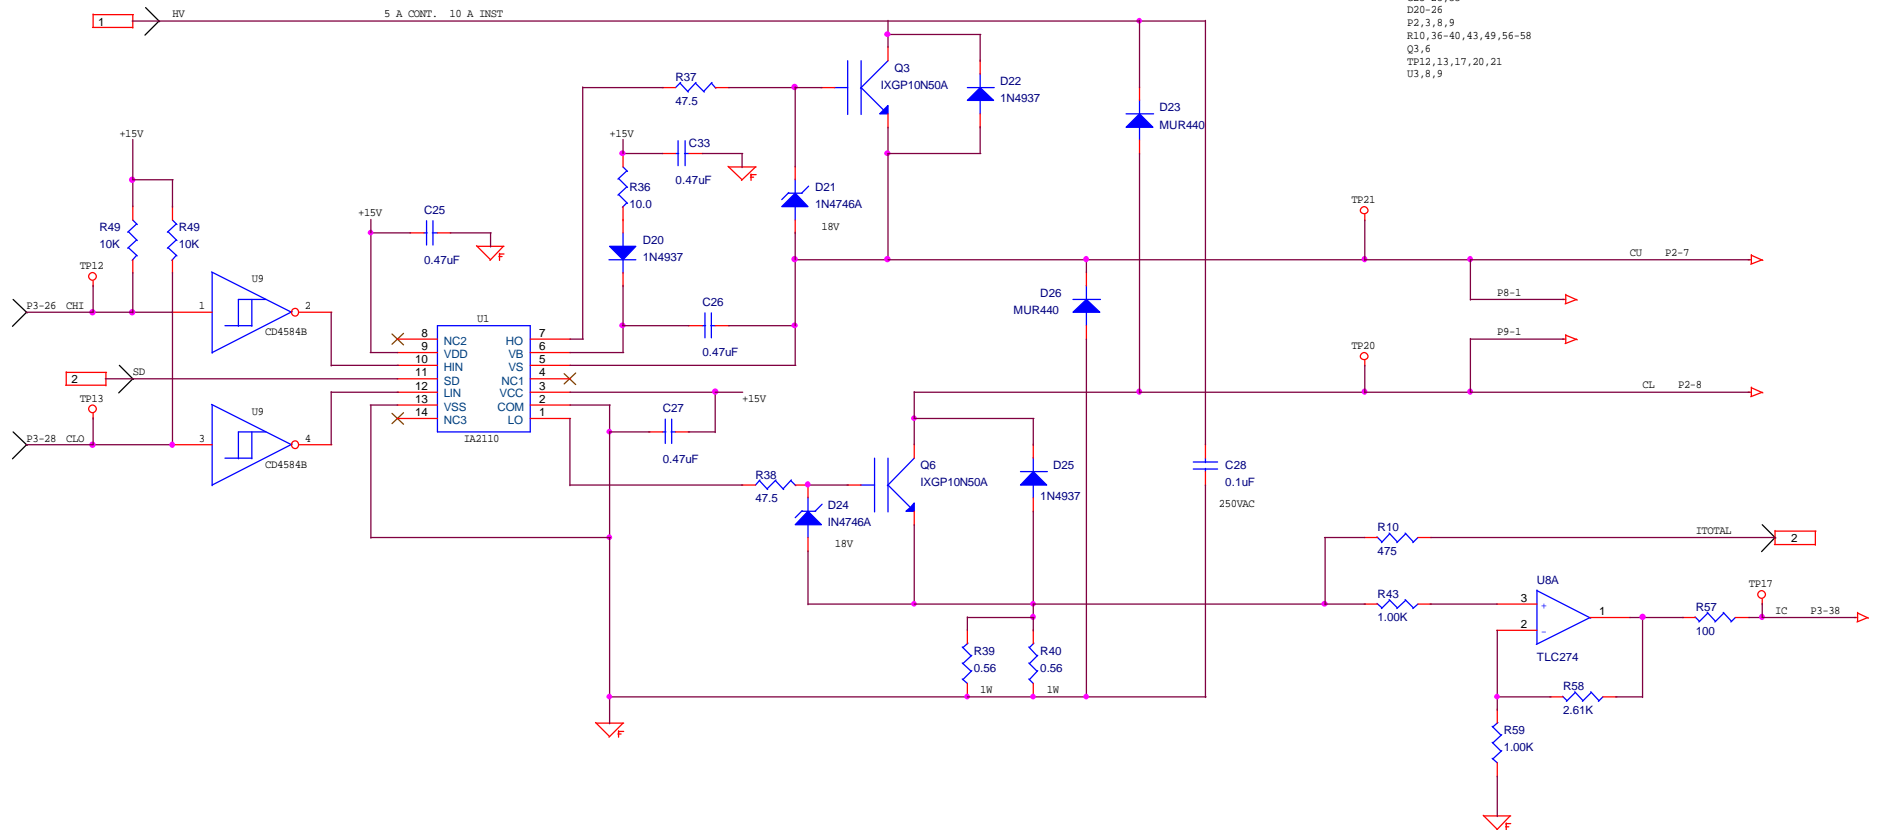 1 HV 5 A CONT. 10 A INST
D20-26
P2,3,8,9
R10,36-40,43,49,56-58
Q3,6
TP12,13,17,20,21
U3,8,9
Q3
IXGP10N50A
D22
1N4937
R37
47.5
D23
MUR440
+15V
+15V
C33
0.47uF
F
R36
10.0
D21
1N4746A
18V
+15V
C25
0.47uF
F
R49
10K
R49
10K
D20
1N4937
TP21
TP12
U9
P3-26 CHI
1
2
CD4584B
CU P2-7
D26
MUR440
P8-1
C26
0.47uF
P9-1
U1
8 NC2 HO 7
9 VDD VB 6
10 HIN VS 5
11 SD NC1 4
12 LIN VCC 3
13 VSS COM 2
14 NC3 LO 1
IA2110
2 SD
TP20
CL P2-8
TP13
U9
P3-28 CLO
3
4
CD4584B
+15V
C27
0.47uF
R38
47.5
Q6
IXGP10N50A
D25
1N4937
C28
0.1uF
250VAC
D24
IN4746A
18V
R10
475
ITOTAL 2
R43
1.00K
U8A
3
+
2
-
1
TLC274
R57
100
TP17
IC P3-38
R39
0.56
1W
R40
0.56
1W
R58
2.61K
F
R59
1.00K
F